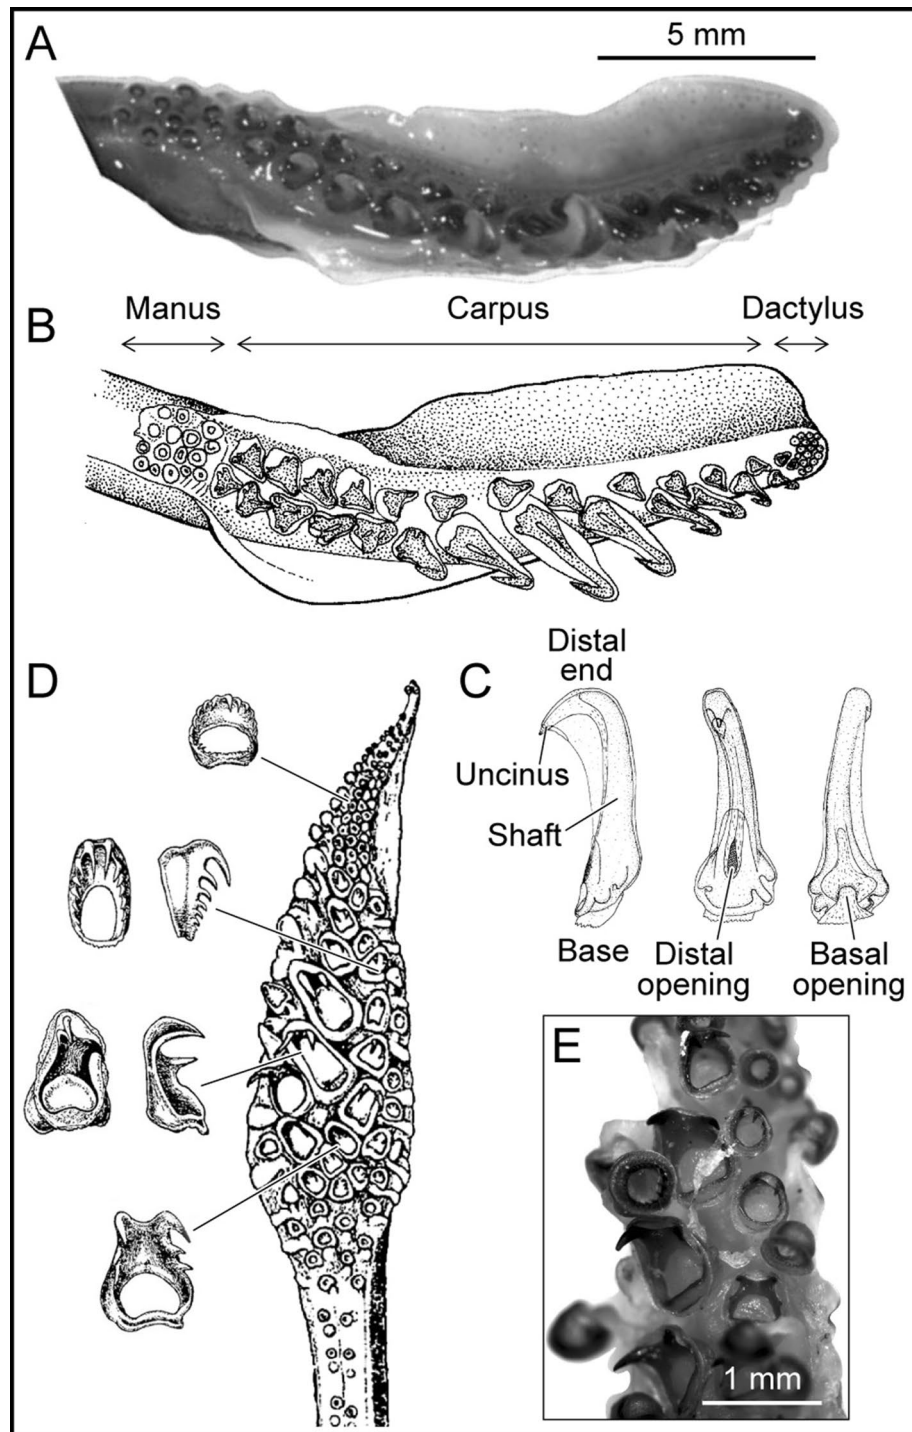 A
5 mm
B
Manus
Carpus
Dactylus
D
C
Distal
end
Uncinus
Shaft
Base
Distal
opening
Basal
opening
E
1 mm